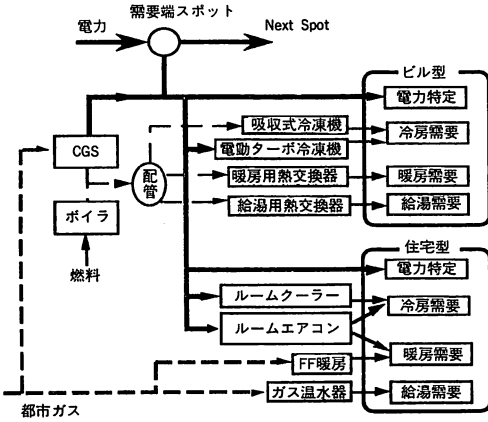 需要端スポット
電力
Next Spot
ビル型
電力特定
吸収式冷凍機
冷房需要
CGS
電動ターボ冷凍機
配管
暖房用熱交換器
暖房需要
ボイラ
給湯用熱交換器
給湯需要
燃料
住宅型
電力特定
ルームクーラー
冷房需要
ルームエアコン
暖房需要
FF暖房
ガス温水器
給湯需要
都市ガス